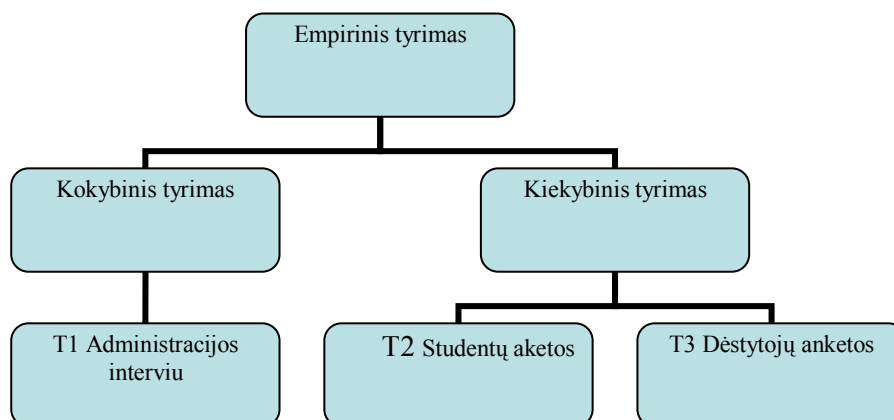 Empirinis tyrimas
Kokybinis tyrimas
Kiekybinis tyrimas
T1 Administracijos
interviu
T2 Studentų aketos
T3 Dėstytojų anketos